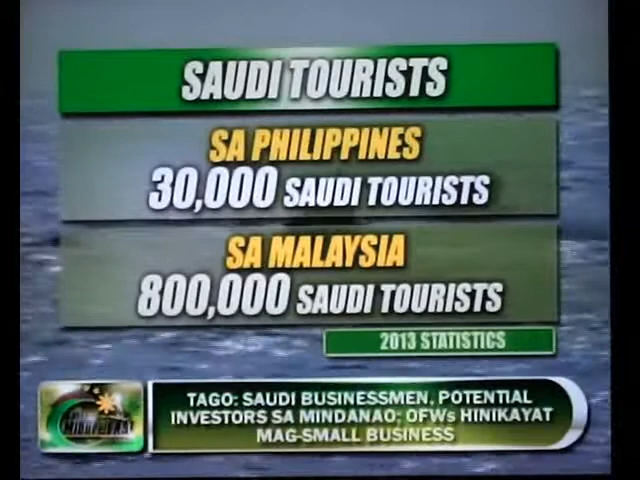 SAUDI TOURISTS
SA PHILIPPINES
30,000 SAUDI TOURISTS
SA MALAYSIA
800,000 SAUDI TOURISTS
2013 STATISTICS
TAGO: SAUDI BUSINESSMEN, POTENTIAL
INVESTORS SA MINDANAO; OFWs HINIKAYAT
MAG-SMALL BUSINESS